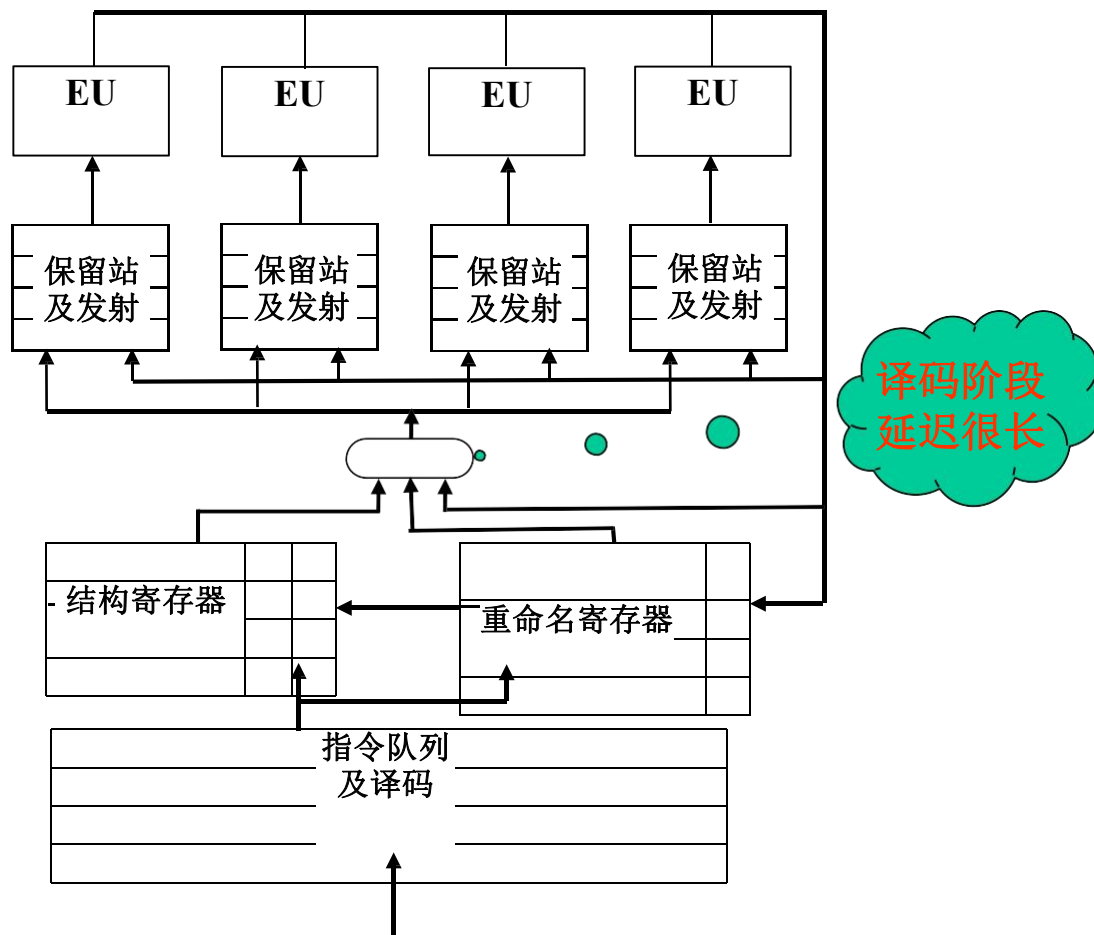 EU
EU
EU
EU
保留站
及发射
保留站
及发射
保留站
及发射
保留站
及发射
译码阶段
延迟很长
结构寄存器
重命名寄存器
指令队列
及译码